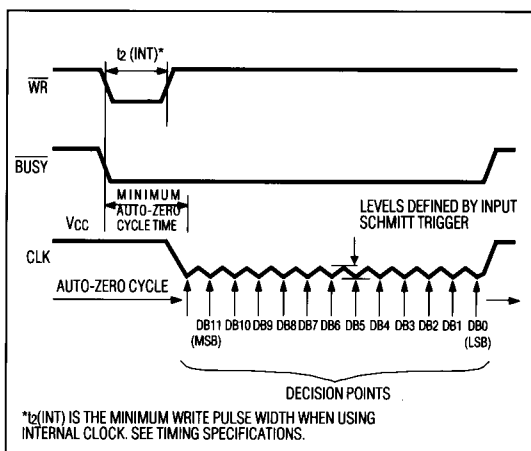 t2 (INT)*
WR
BUSY
MINIMUM
AUTO-ZERO
CYCLE TIME
LEVELS DEFINED BY INPUT
SCHMITT TRIGGER
VCC
CLK
AUTO-ZERO CYCLE
DB11 DB10 DB9 DB8 DB7 DB6 DB5 DB4 DB3 DB2 DB1 DB0
(MSB) (LSB)
DECISION POINTS
*t2(INT) IS THE MINIMUM WRITE PULSE WIDTH WHEN USING
INTERNAL CLOCK. SEE TIMING SPECIFICATIONS.